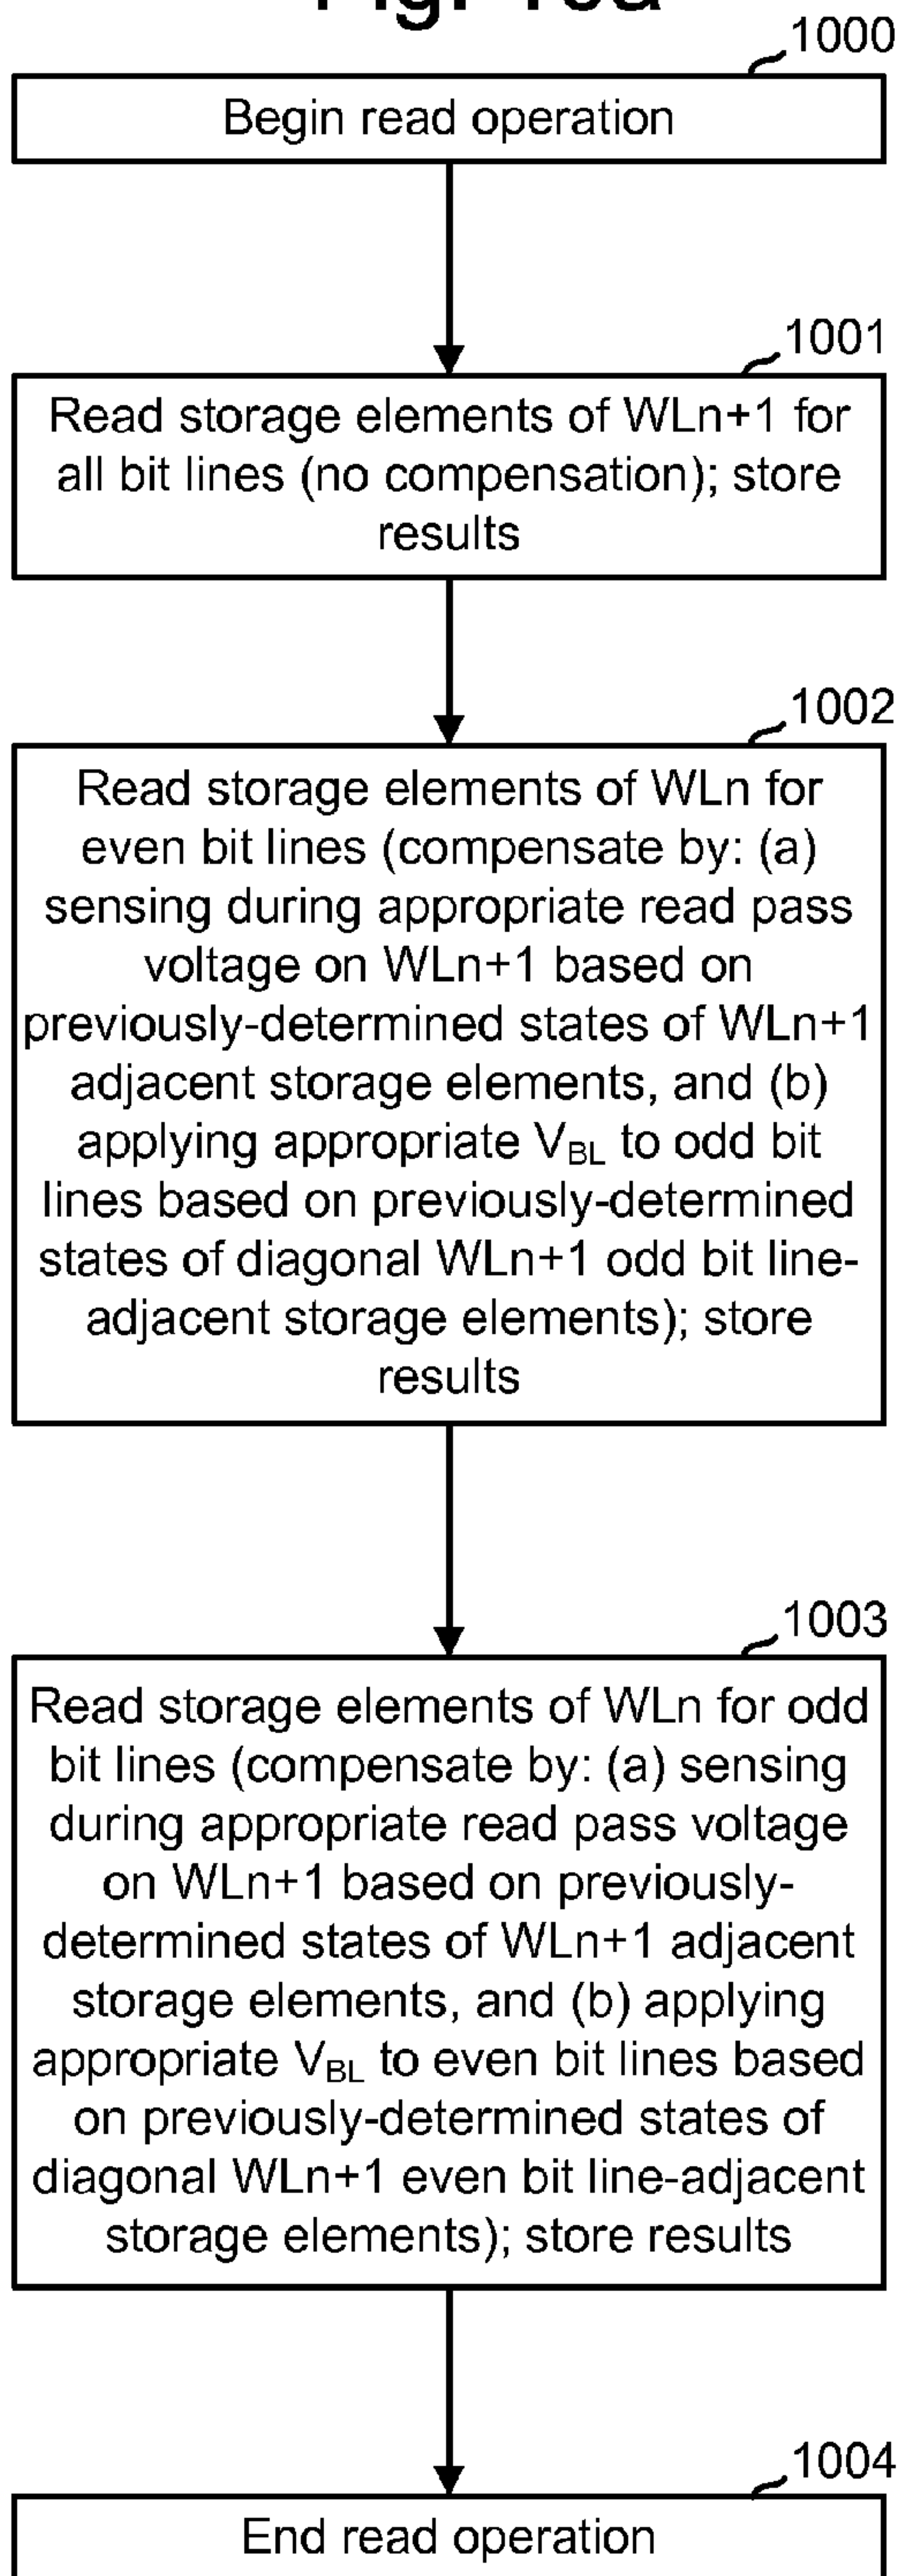 1000
Begin read operation
1001
Read storage elements of WLn+1 for
all bit lines (no compensation); store
results
1002
Read storage elements of WLn for
even bit lines (compensate by: (a)
sensing during appropriate read pass
voltage on WLn+1 based on
previously-determined states of WLn+1
adjacent storage elements, and (b)
applying appropriate VBL to odd bit
lines based on previously-determined
states of diagonal WLn+1 odd bit line-
adjacent storage elements); store
results
1003
Read storage elements of WLn for odd
bit lines (compensate by: (a) sensing
during appropriate read pass voltage
on WLn+1 based on previously-
determined states of WLn+1 adjacent
storage elements, and (b) applying
appropriate VBL to even bit lines based
on previously-determined states of
diagonal WLn+1 even bit line-adjacent
storage elements); store results
1004
End read operation